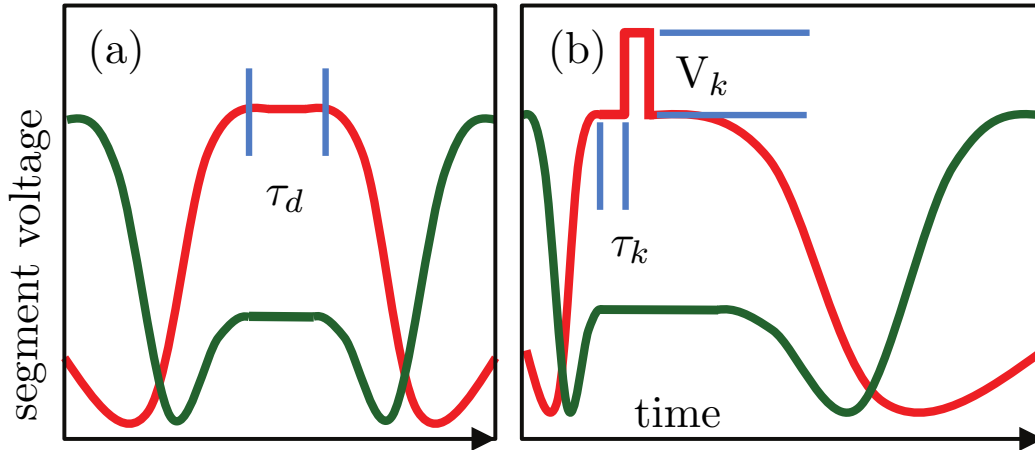 (a)
(b)
V_k
τ_d
τ_k
segment voltage
time